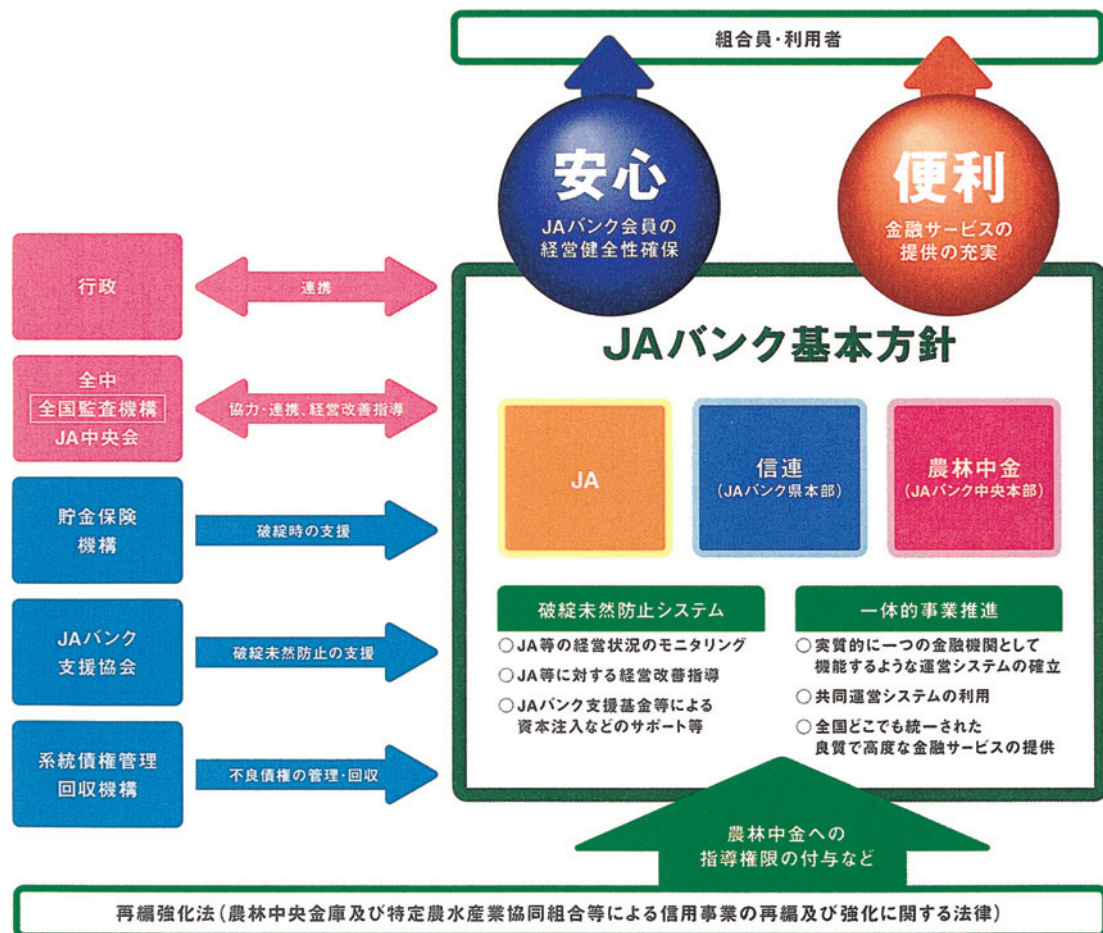 組合員・利用者
安心
JAバンク会員の
経営健全性確保
便利
金融サービスの
提供の充実
行政
連携
全中
全国監査機構
JA中央会
協力・連携、経営改善指導
貯金保険
機構
破綻時の支援
JAバンク
支援協会
破綻未然防止の支援
系統債権管理
回収機構
不良債権の管理・回収
JAバンク基本方針
JA
信連
(JAバンク県本部)
農林中金
(JAバンク中央本部)
破綻未然防止システム
○JA等の経営状況のモニタリング
○JA等に対する経営改善指導
○JAバンク支援基金等による
資本注入などのサポート等
一体的事業推進
○実質的に一つの金融機関として
機能するような運営システムの確立
○共同運営システムの利用
○全国どこでも統一された
良質で高度な金融サービスの提供
農林中金への
指導権限の付与など
再編強化法(農林中央金庫及び特定農水産業協同組合等による信用事業の再編及び強化に関する法律)